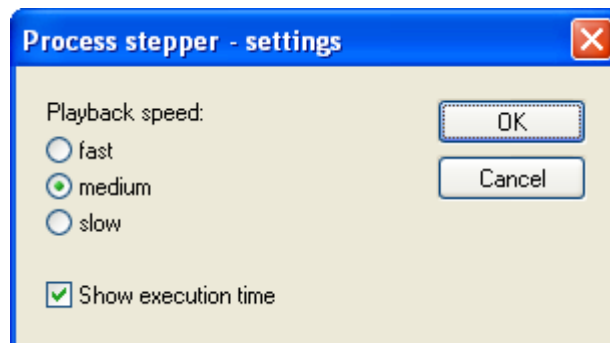 Process stepper - settings
Playback speed:
fast
medium
slow
Show execution time
OK
Cancel